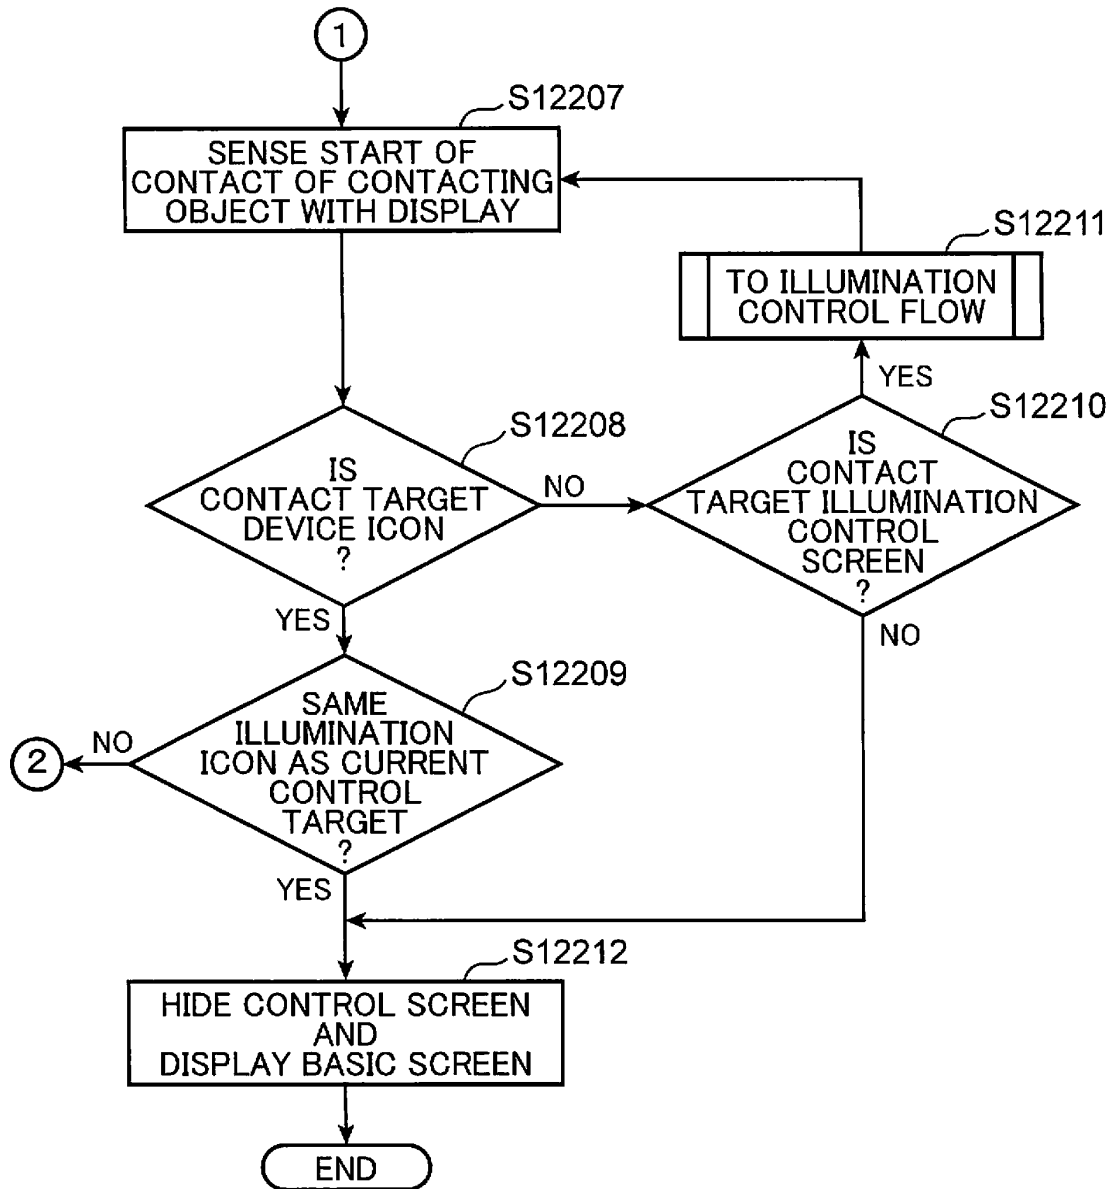 1
S12207
SENSE START OF
CONTACT OF CONTACTING
OBJECT WITH DISPLAY
S12211
TO ILLUMINATION
CONTROL FLOW
YES
S12208
IS
CONTACT TARGET
DEVICE ICON
?
NO
S12210
IS
CONTACT
TARGET ILLUMINATION
CONTROL
SCREEN
?
YES
NO
S12209
SAME
ILLUMINATION
ICON AS CURRENT
CONTROL
TARGET
?
NO
2
YES
S12212
HIDE CONTROL SCREEN
AND
DISPLAY BASIC SCREEN
END